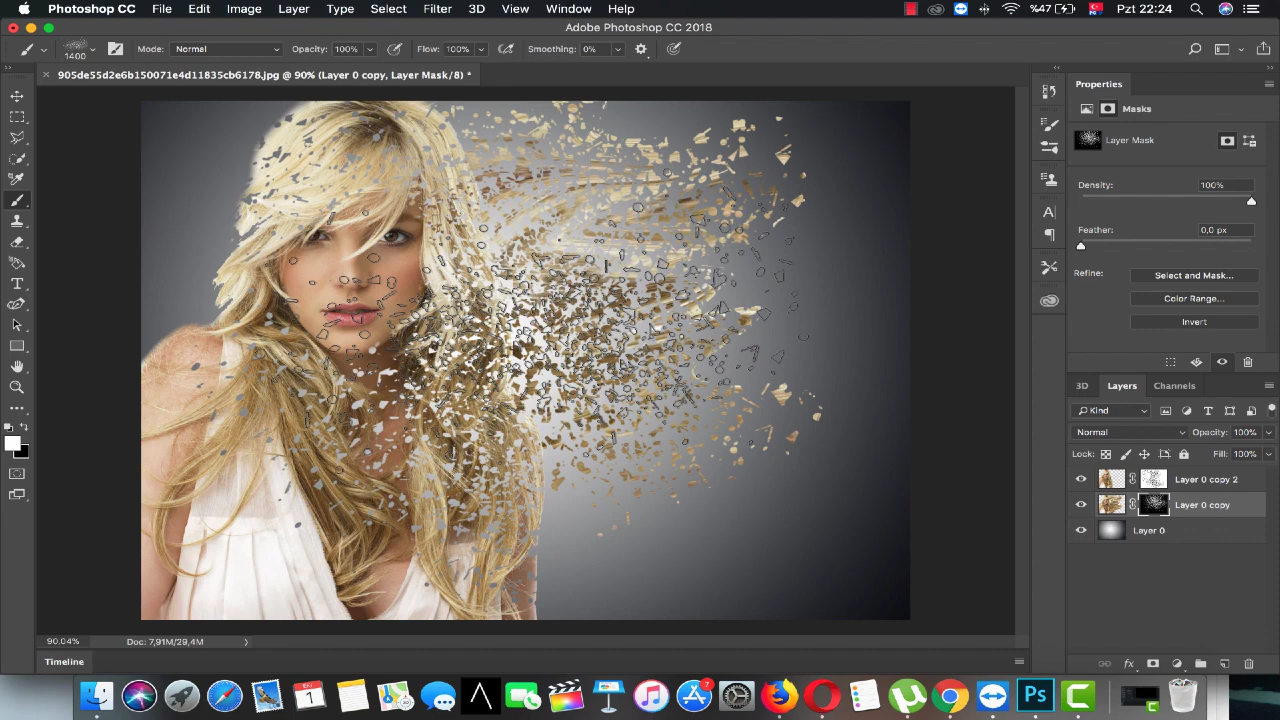 Photoshop CC File Edit Image Layer Type Select Filter 3D View Window Help %47 Pzt 22:24
Adobe Photoshop CC 2018
1400 Mode: Normal Opacity: 100% Flow: 100% Smoothing: 0%
905de55d2e6b150071e4d11835cb6178.jpg @ 90% (Layer 0 copy, Layer Mask/8) *
Properties
Masks
Layer Mask
Density: 100%
Feather: 0,0 px
Refine: Select and Mask...
Color Range...
Invert
3D Layers Channels
Kind
Normal Opacity: 100%
Lock: Fill: 100%
Layer 0 copy 2
Layer 0 copy
Layer 0
90,04% Doc: 7,91M/29,4M
Timeline
1
7
Ps
C